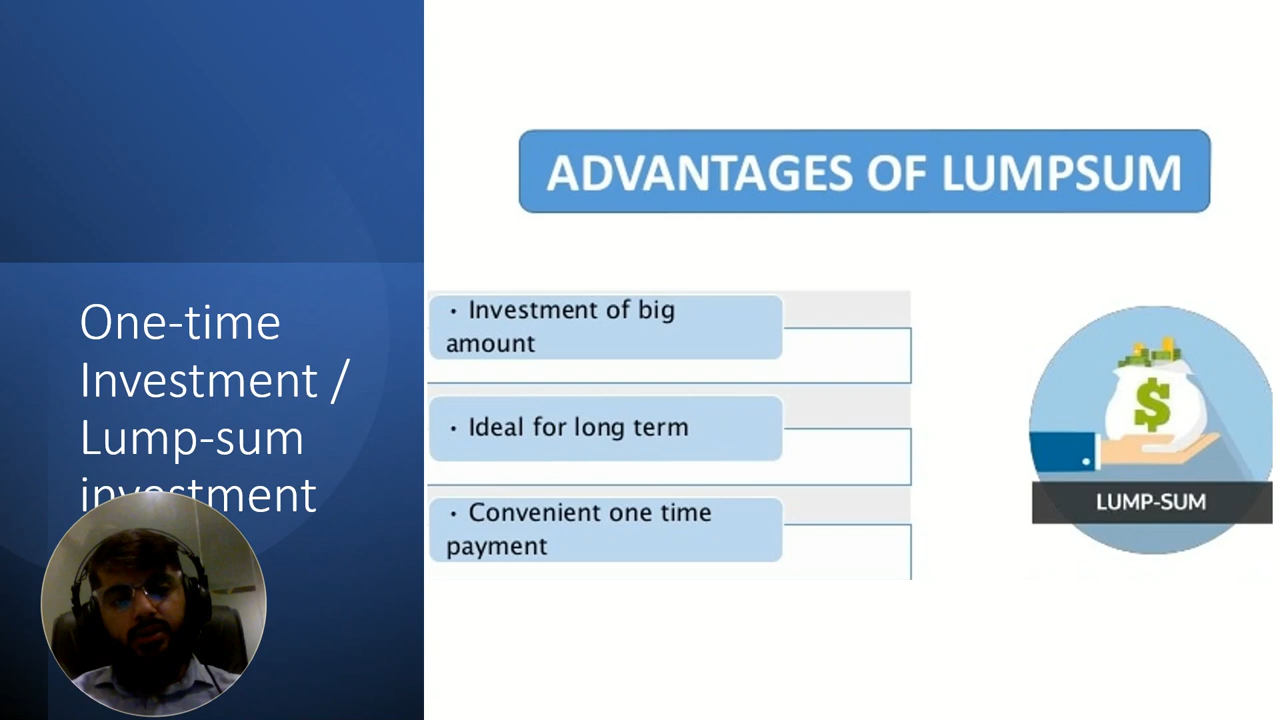 One-time
Investment /
Lump-sum
investment
ADVANTAGES OF LUMPSUM
• Investment of big
amount
• Ideal for long term
• Convenient one time
payment
$
LUMP-SUM